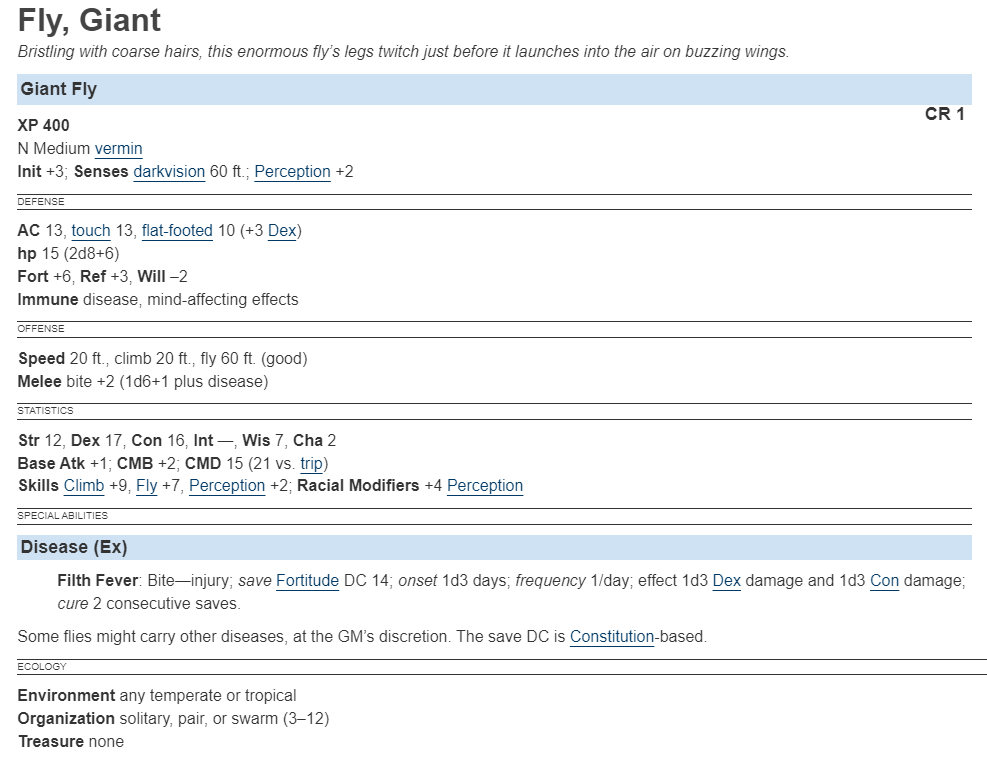 Fly, Giant
Bristling with coarse hairs, this enormous fly’s legs twitch just before it launches into the air on buzzing wings.
Giant Fly
CR 1
XP 400
N Medium vermin
Init +3; Senses darkvision 60 ft.; Perception +2
DEFENSE
AC 13, touch 13, flat-footed 10 (+3 Dex)
hp 15 (2d8+6)
Fort +6, Ref +3, Will –2
Immune disease, mind-affecting effects
OFFENSE
Speed 20 ft., climb 20 ft., fly 60 ft. (good)
Melee bite +2 (1d6+1 plus disease)
STATISTICS
Str 12, Dex 17, Con 16, Int —, Wis 7, Cha 2
Base Atk +1; CMB +2; CMD 15 (21 vs. trip)
Skills Climb +9, Fly +7, Perception +2; Racial Modifiers +4 Perception
SPECIAL ABILITIES
Disease (Ex)
Filth Fever: Bite—injury; save Fortitude DC 14; onset 1d3 days; frequency 1/day; effect 1d3 Dex damage and 1d3 Con damage;
cure 2 consecutive saves.
Some flies might carry other diseases, at the GM’s discretion. The save DC is Constitution-based.
ECOLOGY
Environment any temperate or tropical
Organization solitary, pair, or swarm (3–12)
Treasure none